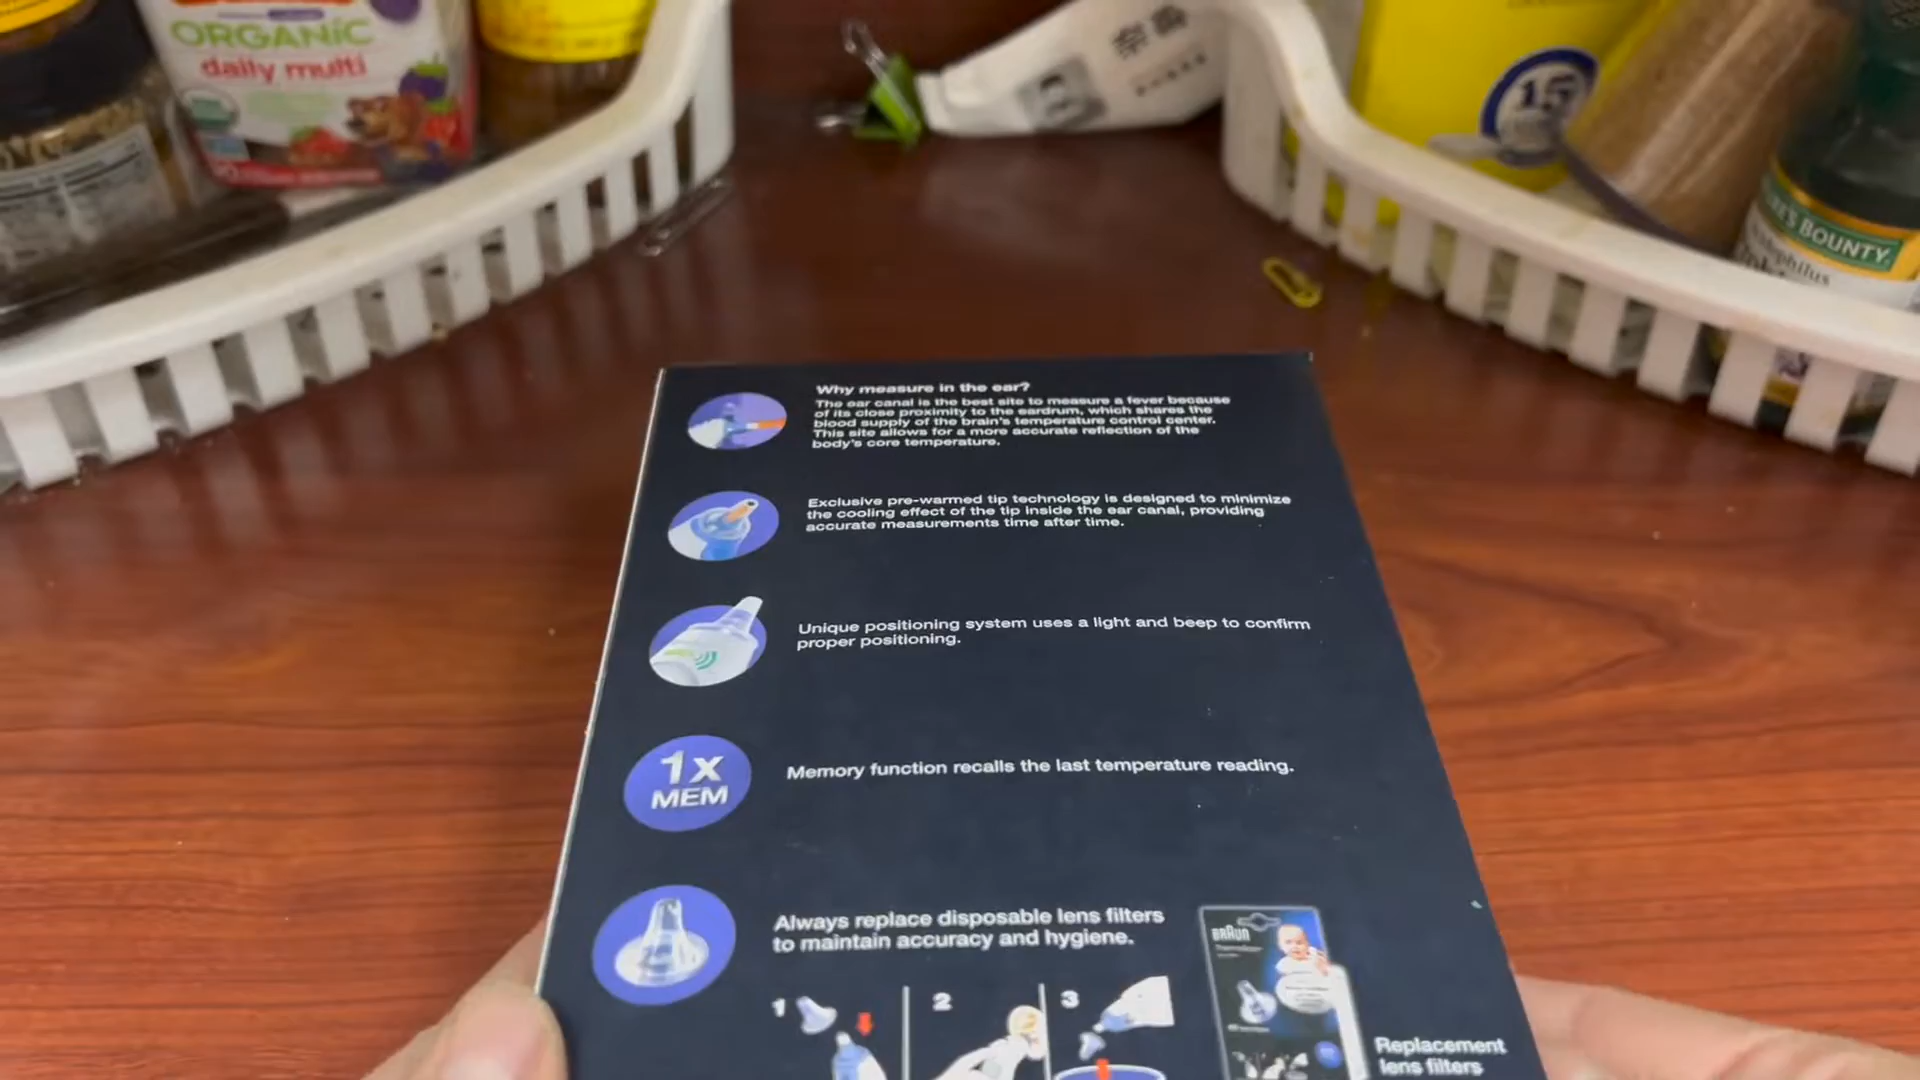 ORGANIC
daily multi
15
BOUNTY
Why measure in the ear?
The ear canal is the best site to measure a fever because
of its close proximity to the eardrum, which shares the
blood supply of the brain's temperature control center.
This site allows for a more accurate reflection of the
body's core temperature.
Exclusive pre-warmed tip technology is designed to minimize
the cooling effect of the tip inside the ear canal, providing
accurate measurements time after time.
Unique positioning system uses a light and beep to confirm
proper positioning.
1x
MEM
Memory function recalls the last temperature reading.
Always replace disposable lens filters
to maintain accuracy and hygiene.
BRAUN
1
2
3
Replacement
lens filters